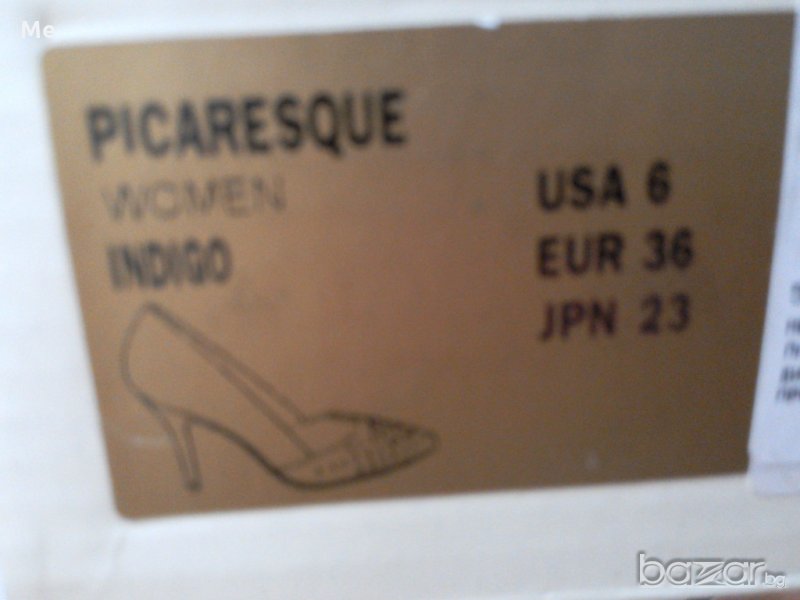 Me
PICARESQUE
WOMEN
INDIGO
USA 6
EUR 36
JPN 23
bazar.bg